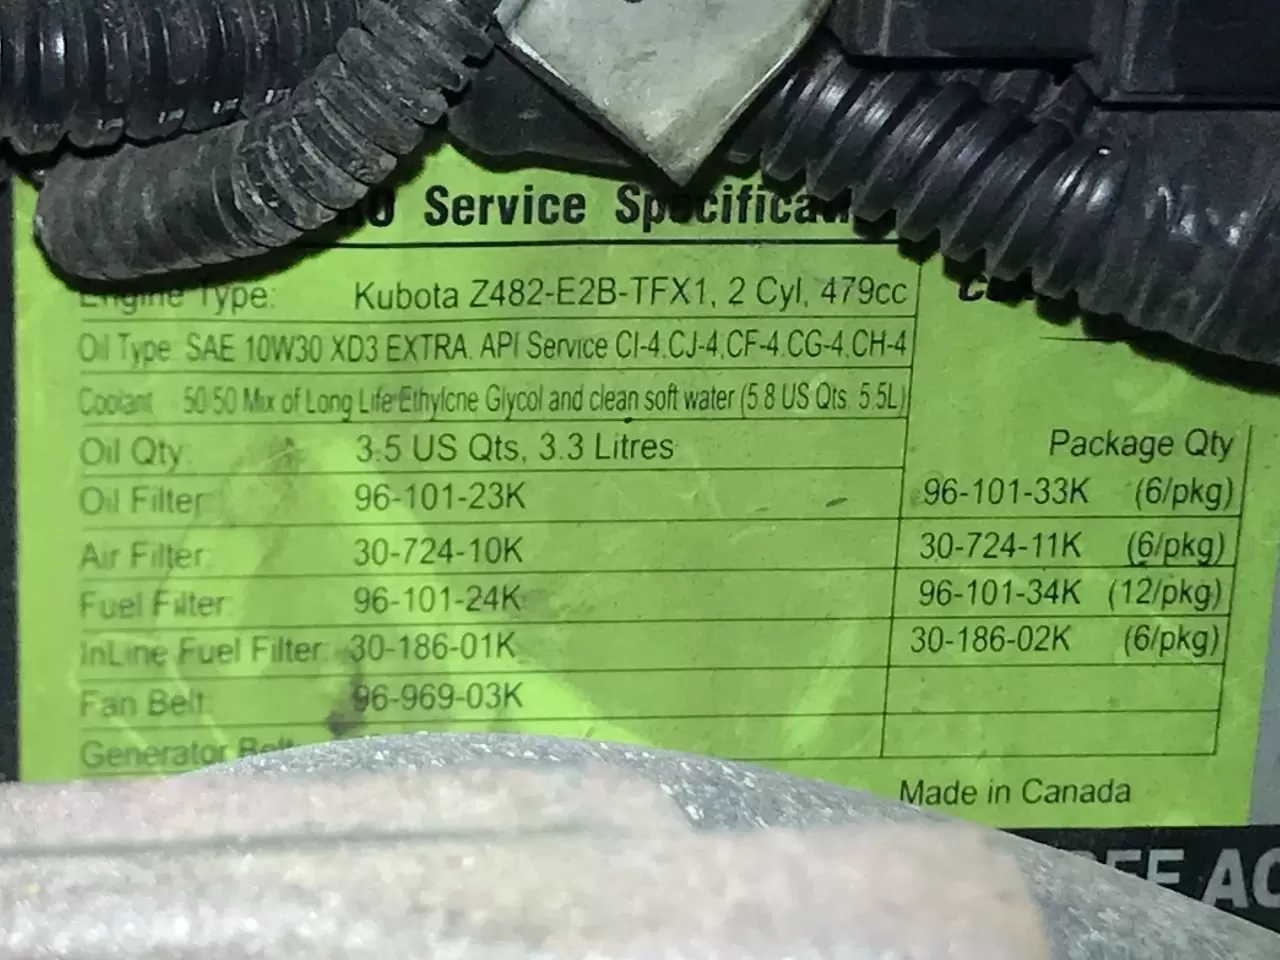 Service Specifica
Engine Type: Kubota Z482-E2B-TFX1, 2 Cyl, 479cc
Oil Type SAE 10W30 XD3 EXTRA. API Service CI-4,CJ-4,CF-4,CG-4,CH-4
Coolant 50:50 Mix of Long Life Ethylene Glycol and clean soft water (5.8 US Qts. 5.5L)
Oil Qty: 3.5 US Qts, 3.3 Litres Package Qty
Oil Filter: 96-101-23K 96-101-33K (6/pkg)
Air Filter: 30-724-10K 30-724-11K (6/pkg)
Fuel Filter: 96-101-24K 96-101-34K (12/pkg)
InLine Fuel Filter: 30-186-01K 30-186-02K (6/pkg)
Fan Belt: 96-969-03K
Generator Belt
Made in Canada